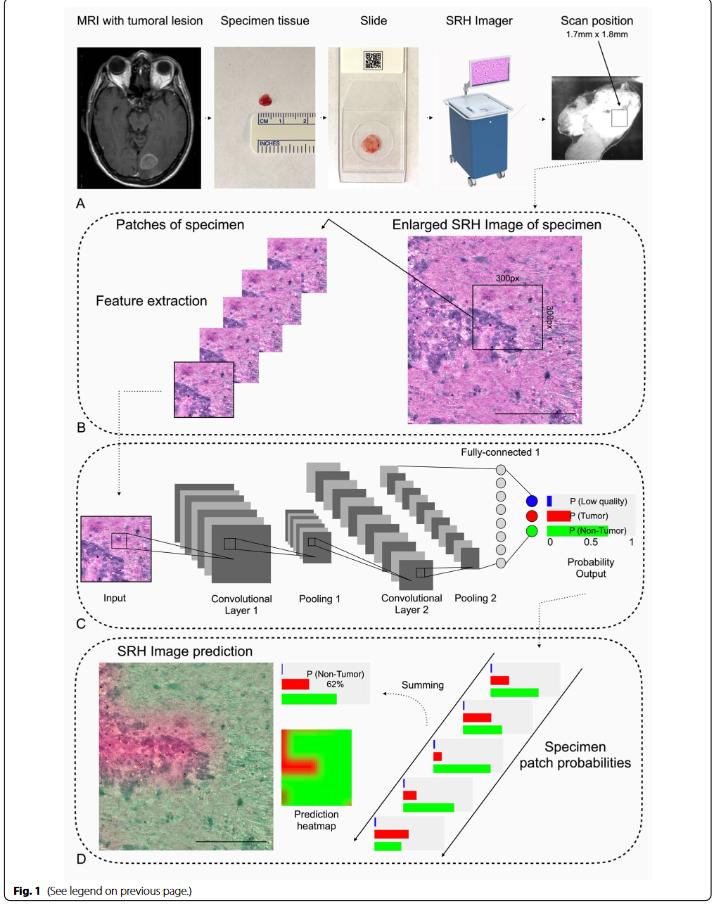 MRI with tumoral lesion
Specimen tissue
Slide
SRH Imager
Scan position
1.7mm x 1.8mm
CM 1 2
INCHES
A
Patches of specimen
Enlarged SRH Image of specimen
300px
300px
Feature extraction
B
Fully-connected 1
P (Low quality)
P (Tumor)
P (Non-Tumor)
0 0.5 1
Probability
Output
Input
Convolutional
Layer 1
Pooling 1
Convolutional
Layer 2
Pooling 2
C
SRH Image prediction
P (Non-Tumor)
62%
Summing
Specimen
patch probabilities
Prediction
heatmap
D
Fig. 1 (See legend on previous page.)